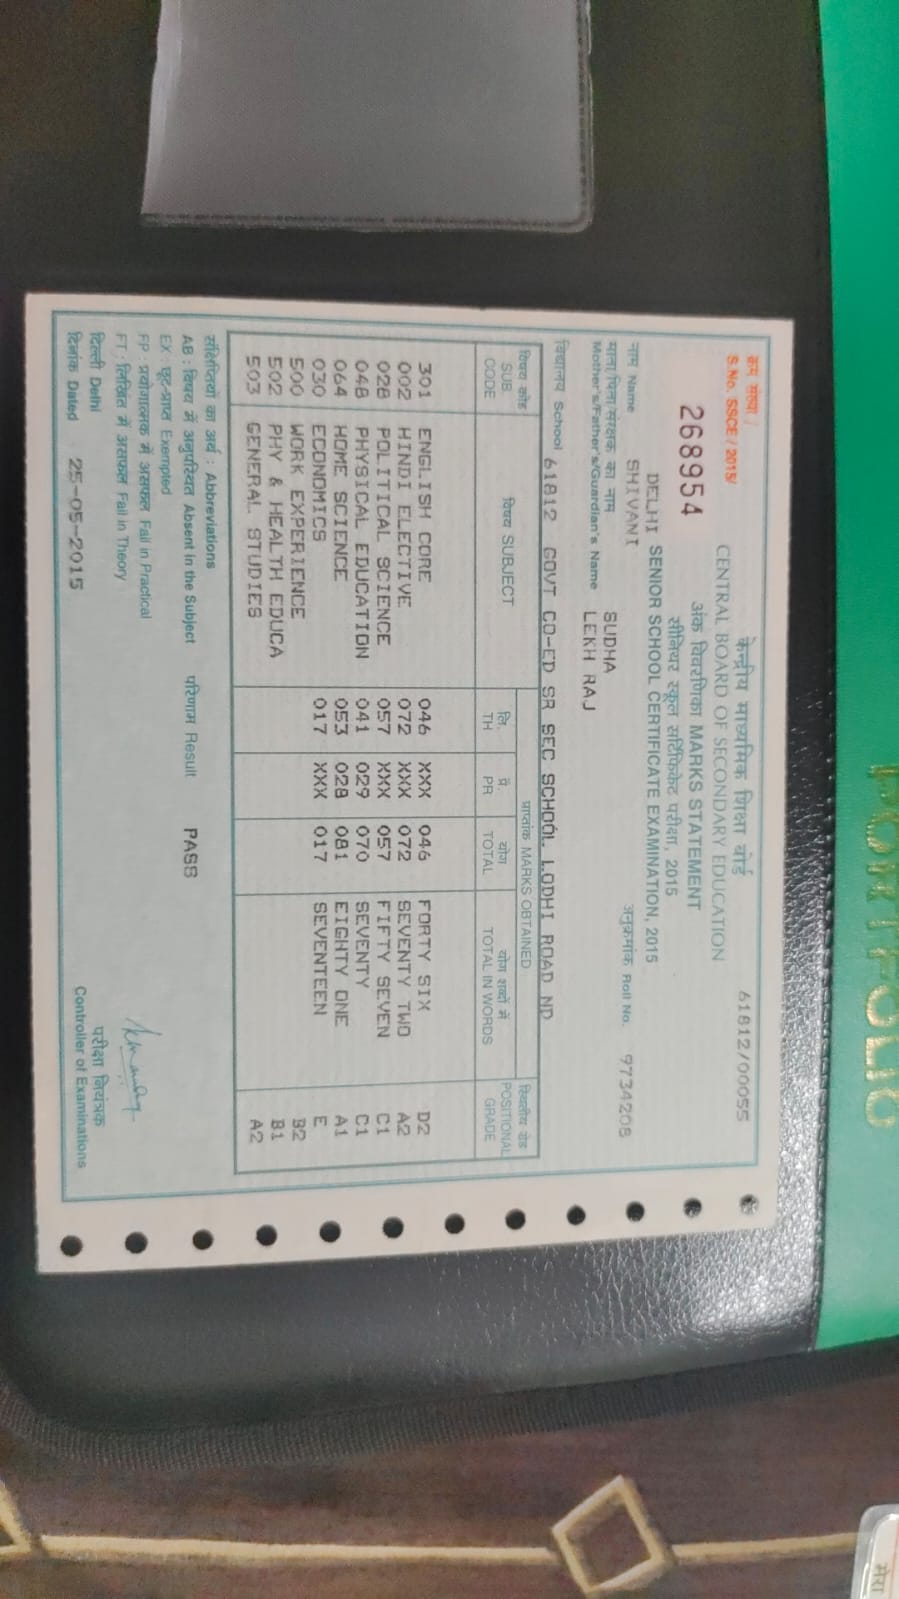 क्रम संख्या /
S.No. SSCE / 2015/
268954
61812/00055
केन्द्रीय माध्यमिक शिक्षा बोर्ड
CENTRAL BOARD OF SECONDARY EDUCATION
अंक विवरणिका MARKS STATEMENT
सीनियर स्कूल सर्टिफिकेट परीक्षा, 2015
DELHI SENIOR SCHOOL CERTIFICATE EXAMINATION, 2015
नाम Name SHIVANI अनुक्रमांक Roll No. 9734208
माता/पिता/संरक्षक का नाम SUDHA
Mother's/Father's/Guardian's Name LEKH RAJ
विद्यालय School 61812 GOVT CO-ED SR SEC SCHOOL LODHI ROAD ND
विषय कोड SUB. CODE विषय SUBJECT प्राप्तांक MARKS OBTAINED स्थितीय ग्रेड POSITIONAL GRADE
लि. TH प्रै. PR योग TOTAL योग शब्दों में TOTAL IN WORDS
301 ENGLISH CORE 046 XXX 046 FORTY SIX D2
002 HINDI ELECTIVE 072 XXX 072 SEVENTY TWO A2
028 POLITICAL SCIENCE 057 XXX 057 FIFTY SEVEN C1
048 PHYSICAL EDUCATION 041 029 070 SEVENTY C1
064 HOME SCIENCE 053 028 081 EIGHTY ONE A1
030 ECONOMICS 017 XXX 017 SEVENTEEN E
500 WORK EXPERIENCE B2
502 PHY & HEALTH EDUCA B1
503 GENERAL STUDIES A2
संक्षिप्तियों का अर्थ : Abbreviations
AB : विषय में अनुपस्थित Absent in the Subject परिणाम Result PASS
EX : छूट-प्राप्त Exempted
FP : प्रयोगात्मक में असफल Fail in Practical
FT : लिखित में असफल Fail in Theory
दिल्ली Delhi परीक्षा नियंत्रक
दिनांक Dated 25-05-2015 Controller of Examinations
PORTFOLIO
मेरा